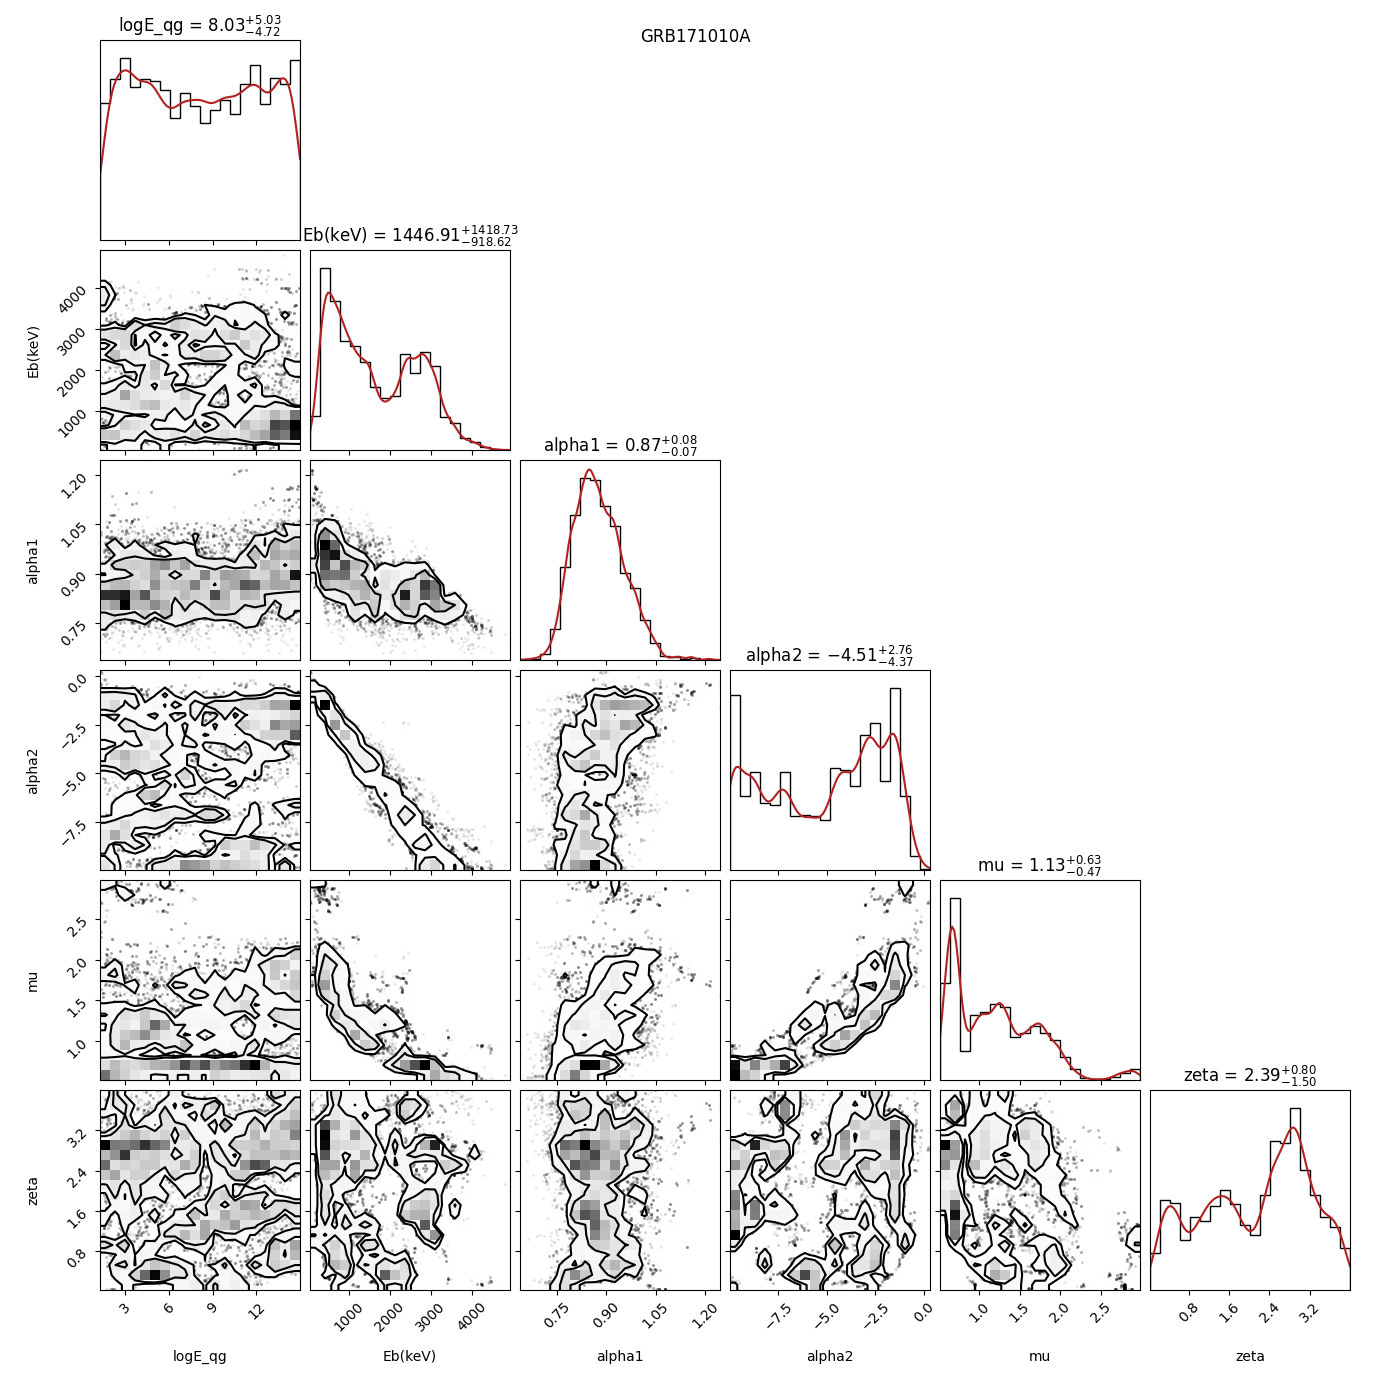 GRB171010A
logE_qg = 8.03+5.03 −4.72
Eb(keV) = 1446.91+1418.73 −918.62
Eb(keV)
4000
3000
2000
1000
alpha1 = 0.87+0.08 −0.07
alpha1
1.20
1.05
0.90
0.75
alpha2 = −4.51+2.76 −4.37
alpha2
0.0
−2.5
−5.0
−7.5
mu = 1.13+0.63 −0.47
mu
2.5
2.0
1.5
1.0
zeta = 2.39+0.80 −1.50
zeta
3.2
2.4
1.6
0.8
3 6 9 12
1000 2000 3000 4000
0.75 0.90 1.05 1.20
−7.5 −5.0 −2.5 0.0
1.0 1.5 2.0 2.5
0.8 1.6 2.4 3.2
logE_qg Eb(keV) alpha1 alpha2 mu zeta